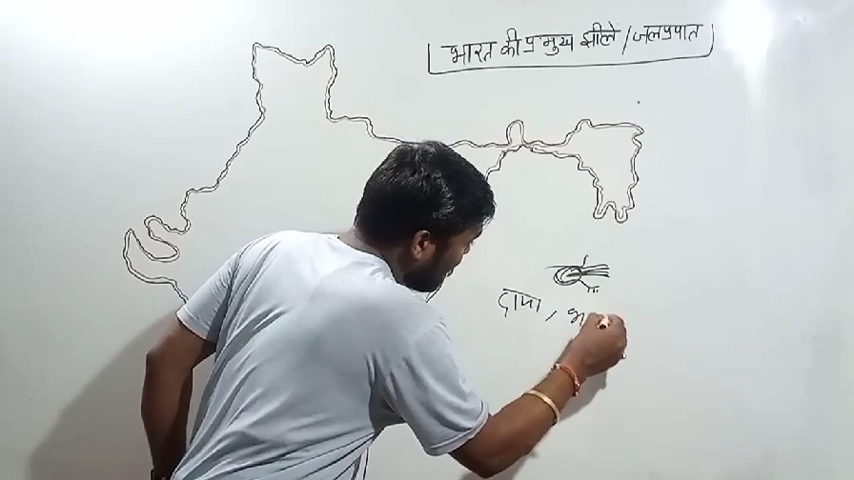 भारत की प्रमुख झीले / जलप्रपात
दाया, भा